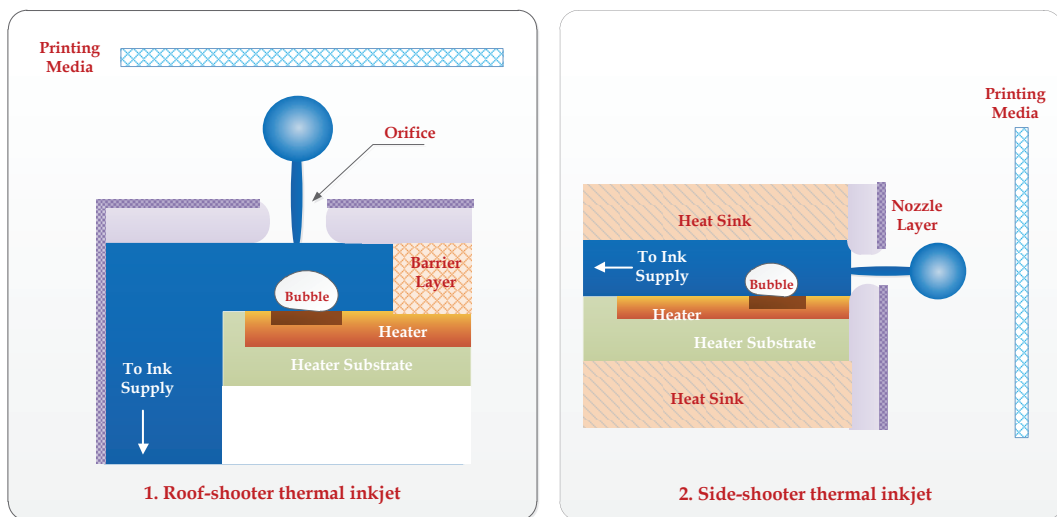 Printing
Media
Orifice
Barrier
Layer
Bubble
Heater
Heater Substrate
To Ink
Supply
1. Roof-shooter thermal inkjet
Printing
Media
Nozzle
Layer
Heat Sink
To Ink
Supply
Bubble
Heater
Heater Substrate
Heat Sink
2. Side-shooter thermal inkjet